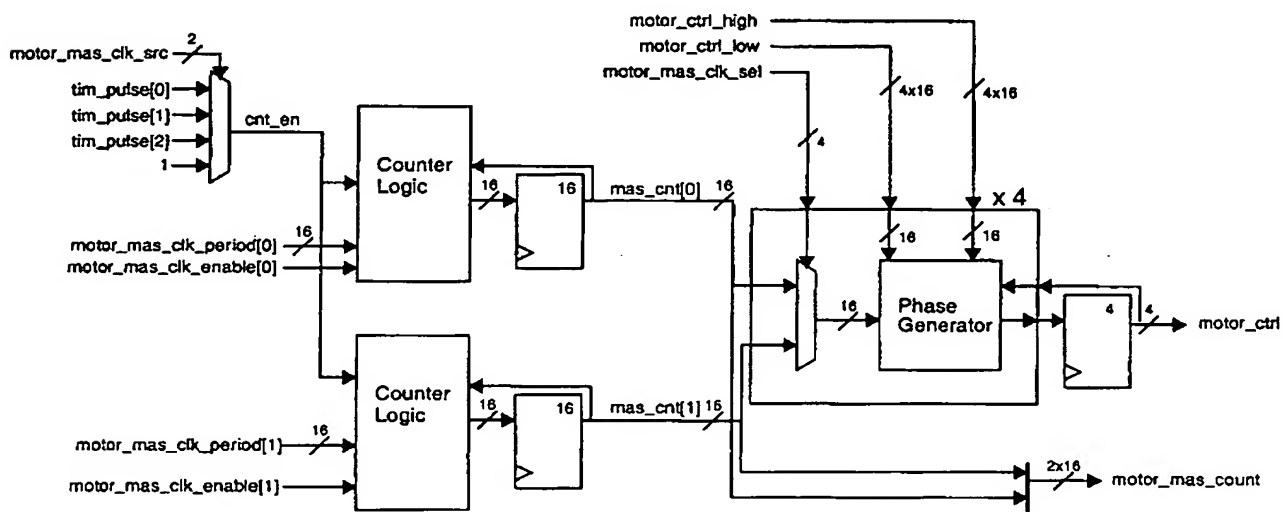 motor_ctrl_high
motor_ctrl_low
motor_mas_clk_sel
motor_mas_clk_src
2
tim_pulse[0]
tim_pulse[1]
tim_pulse[2]
1
cnt_en
4x16
4x16
4
Counter
Logic
16
16
mas_cnt[0]
16
x 4
16
16
motor_mas_clk_period[0]
16
motor_mas_clk_enable[0]
16
Phase
Generator
4
4
motor_ctrl
Counter
Logic
16
16
mas_cnt[1]
16
motor_mas_clk_period[1]
16
motor_mas_clk_enable[1]
2x16
motor_mas_count